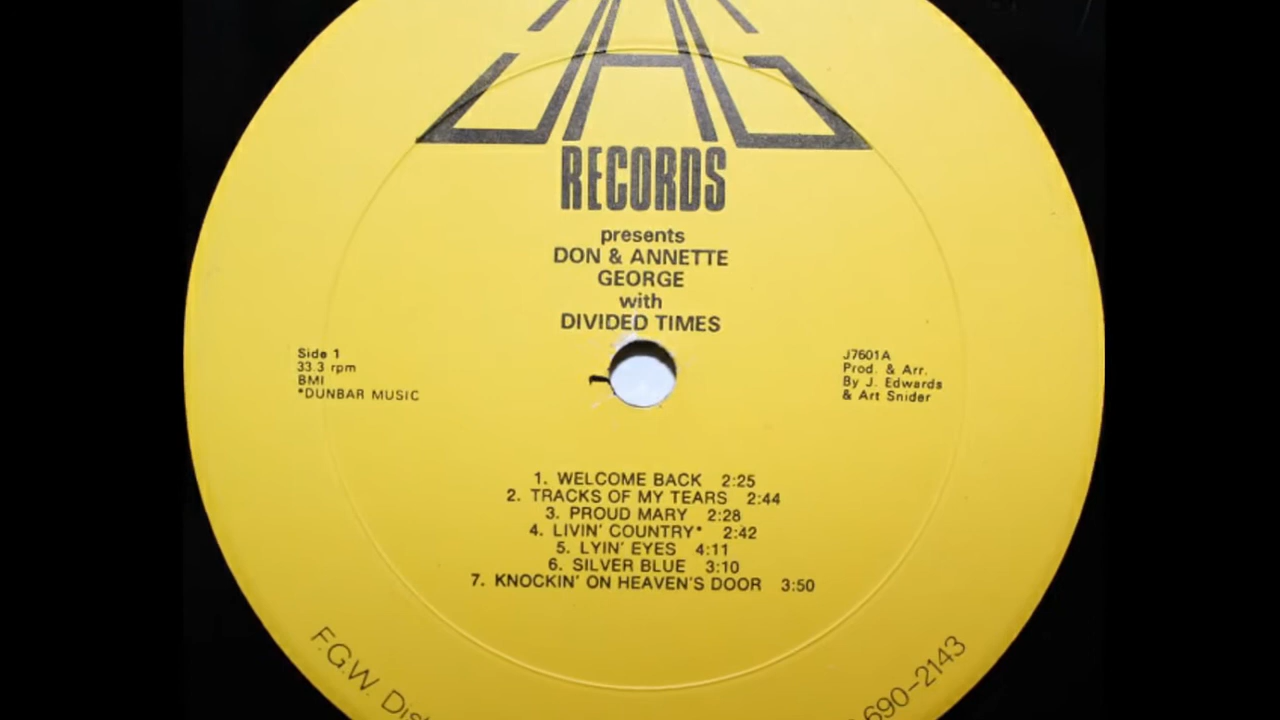 JAG
RECORDS
presents
DON & ANNETTE
GEORGE
with
DIVIDED TIMES
Side 1
33.3 rpm
BMI
*DUNBAR MUSIC
J7601A
Prod. & Arr.
By J. Edwards
& Art Snider
1. WELCOME BACK 2:25
2. TRACKS OF MY TEARS 2:44
3. PROUD MARY 2:28
4. LIVIN' COUNTRY* 2:42
5. LYIN' EYES 4:11
6. SILVER BLUE 3:10
7. KNOCKIN' ON HEAVEN'S DOOR 3:50
F.G.W. Dist
690-2143